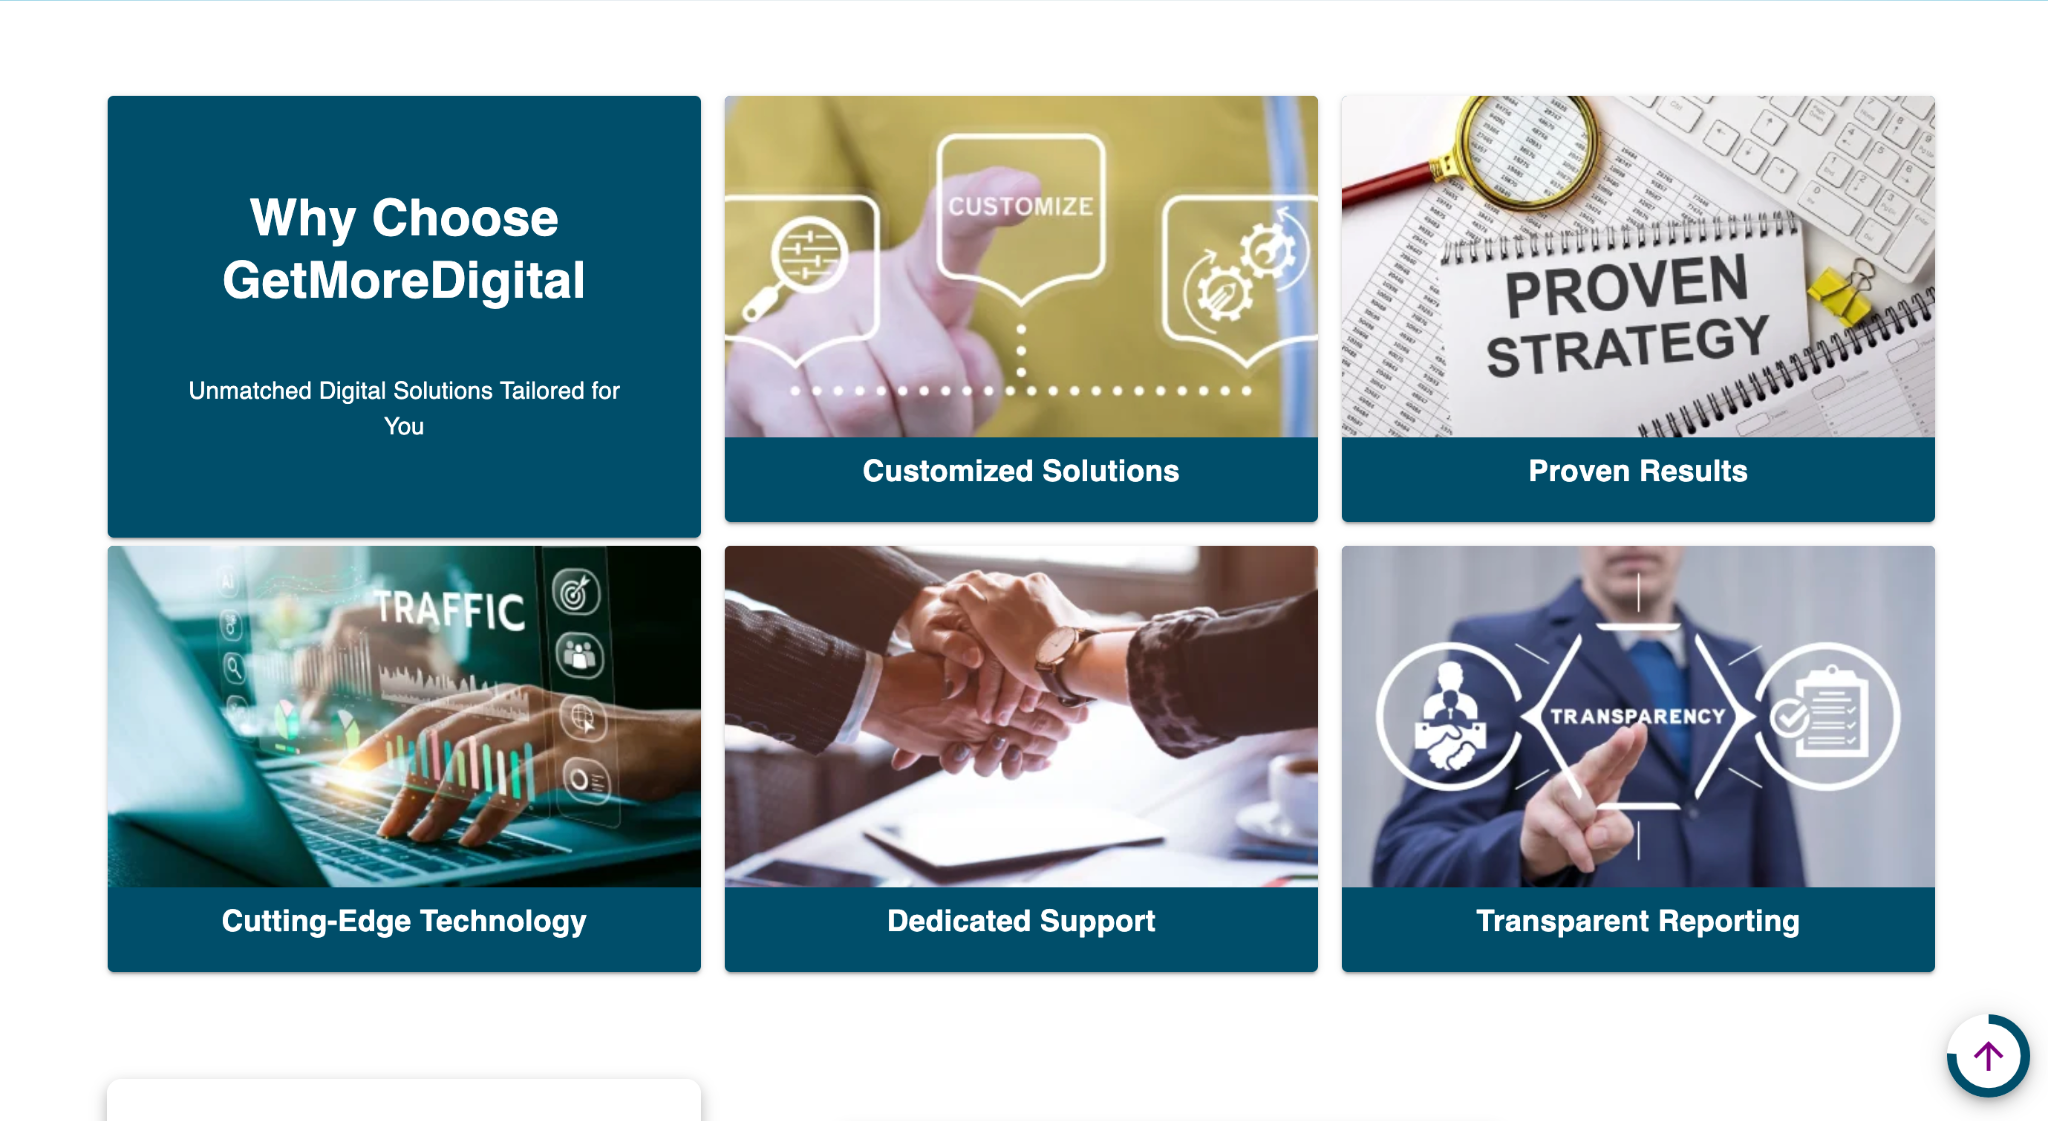 Why Choose
GetMoreDigital
Unmatched Digital Solutions Tailored for
You
CUSTOMIZE
Customized Solutions
PROVEN
STRATEGY
Proven Results
TRAFFIC
Cutting-Edge Technology
Dedicated Support
TRANSPARENCY
Transparent Reporting